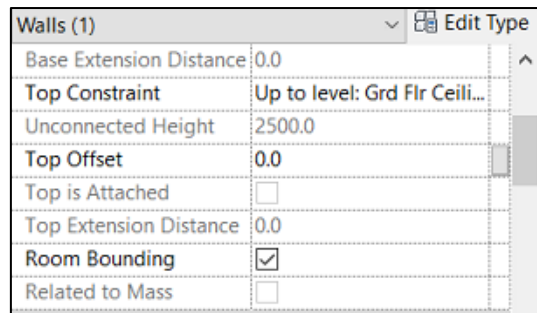 Walls (1) Edit Type
Base Extension Distance 0.0
Top Constraint Up to level: Grd Flr Ceili...
Unconnected Height 2500.0
Top Offset 0.0
Top is Attached
Top Extension Distance 0.0
Room Bounding
Related to Mass